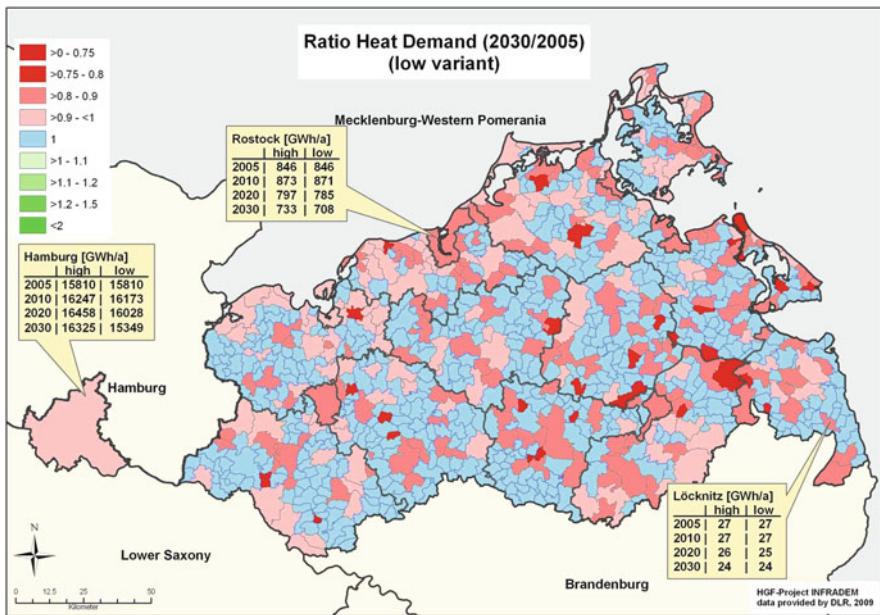 Ratio Heat Demand (2030/2005)
(low variant)
>0 - 0.75
>0.75 - 0.8
>0.8 - 0.9
>0.9 - <1
1
>1 - 1.1
>1.1 - 1.2
>1.2 - 1.5
<2
Mecklenburg-Western Pomerania
Rostock [GWh/a]
| high | low
2005 | 846 | 846
2010 | 873 | 871
2020 | 797 | 785
2030 | 733 | 708
Hamburg [GWh/a]
| high | low
2005 | 15810 | 15810
2010 | 16247 | 16173
2020 | 16458 | 16028
2030 | 16325 | 15349
Hamburg
Löcknitz [GWh/a]
| high | low
2005 | 27 | 27
2010 | 27 | 27
2020 | 26 | 25
2030 | 24 | 24
N
Lower Saxony
Brandenburg
0 12.5 25 50
Kilometer
HGF-Project INFRADEM
data provided by DLR, 2009